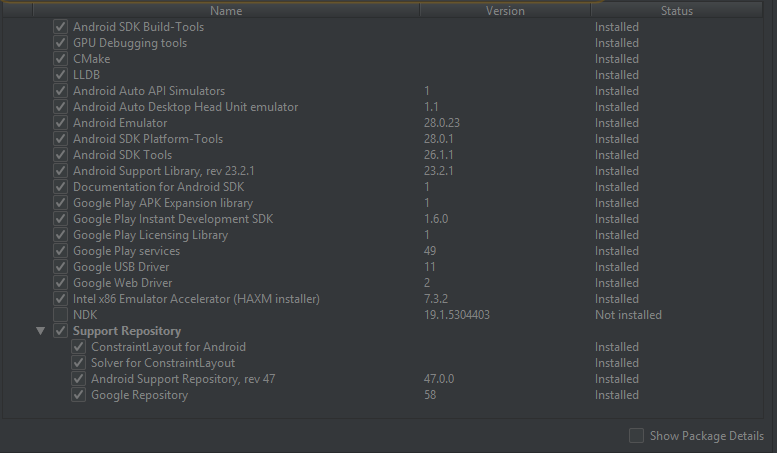 Name Version Status
Android SDK Build-Tools Installed
GPU Debugging tools Installed
CMake Installed
LLDB Installed
Android Auto API Simulators 1 Installed
Android Auto Desktop Head Unit emulator 1.1 Installed
Android Emulator 28.0.23 Installed
Android SDK Platform-Tools 28.0.1 Installed
Android SDK Tools 26.1.1 Installed
Android Support Library, rev 23.2.1 23.2.1 Installed
Documentation for Android SDK 1 Installed
Google Play APK Expansion library 1 Installed
Google Play Instant Development SDK 1.6.0 Installed
Google Play Licensing Library 1 Installed
Google Play services 49 Installed
Google USB Driver 11 Installed
Google Web Driver 2 Installed
Intel x86 Emulator Accelerator (HAXM installer) 7.3.2 Installed
NDK 19.1.5304403 Not installed
Support Repository
ConstraintLayout for Android Installed
Solver for ConstraintLayout Installed
Android Support Repository, rev 47 47.0.0 Installed
Google Repository 58 Installed
Show Package Details